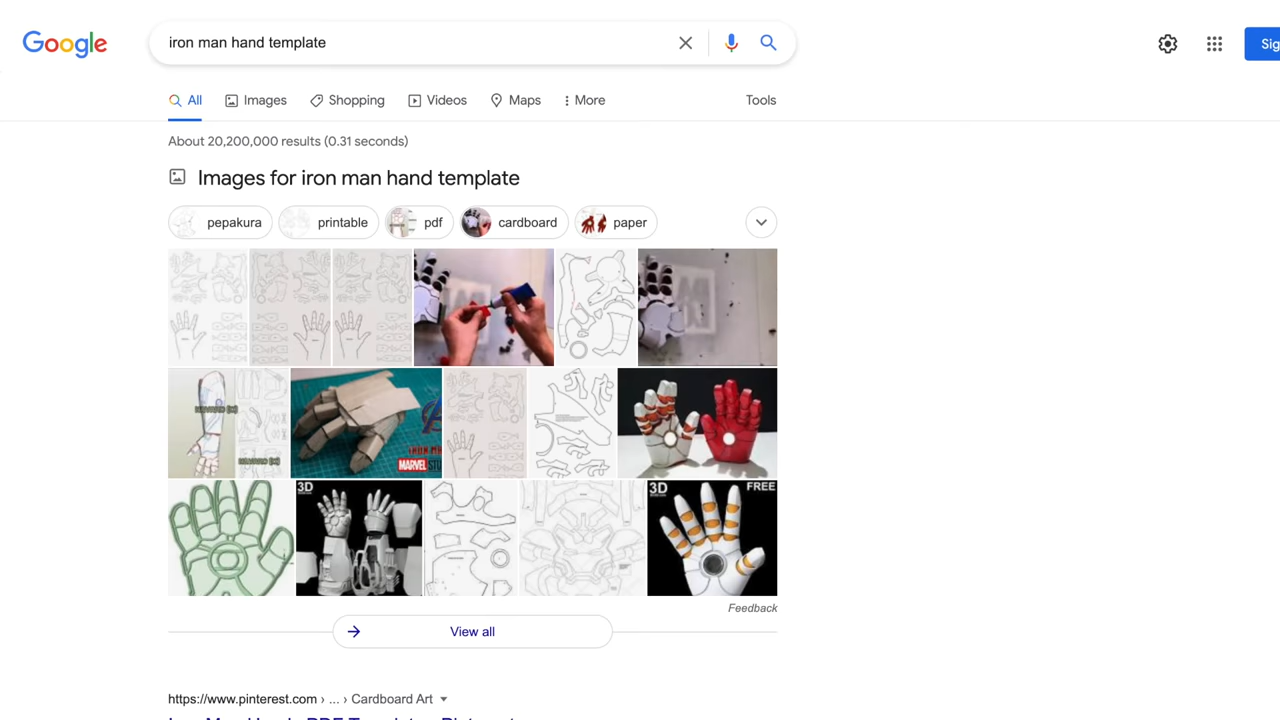 Google
iron man hand template
Sig
All Images Shopping Videos Maps More Tools
About 20,200,000 results (0.31 seconds)
Images for iron man hand template
pepakura printable pdf cardboard paper
MARVEL
3D
3D FREE
Feedback
View all
https://www.pinterest.com › ... › Cardboard Art